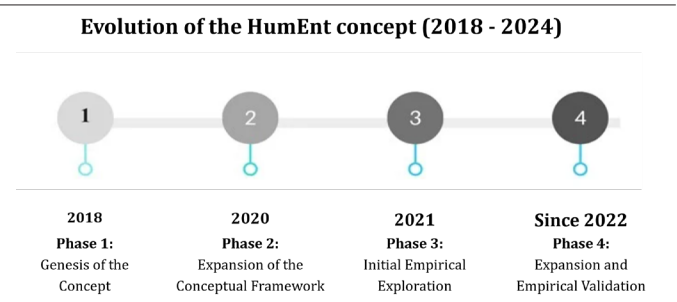 Evolution of the HumEnt concept (2018 - 2024)
1 2 3 4
2018 2020 2021 Since 2022
Phase 1: Phase 2: Phase 3: Phase 4:
Genesis of the Expansion of the Initial Empirical Expansion and
Concept Conceptual Framework Exploration Empirical Validation